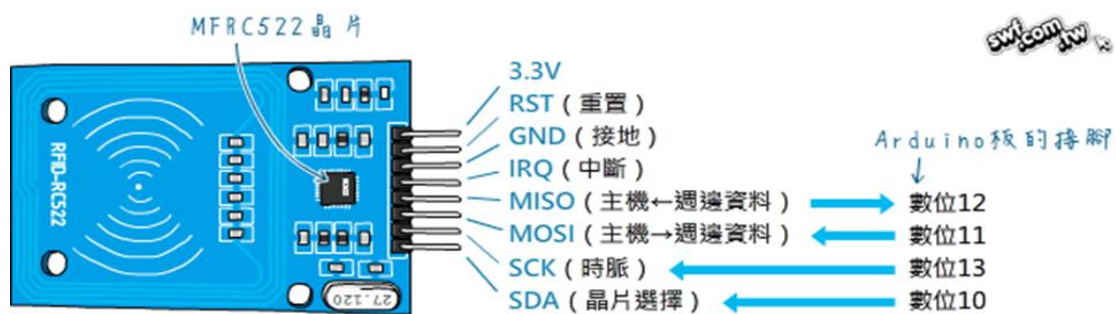 MFRC522晶片
swf.com.tw
3.3V
RST（重置）
GND（接地）
Arduino板的接腳
IRQ（中斷）
MISO（主機←週邊資料） 數位12
MOSI（主機→週邊資料） 數位11
SCK（時脈） 數位13
SDA（晶片選擇） 數位10
RFID-RC522
27.120